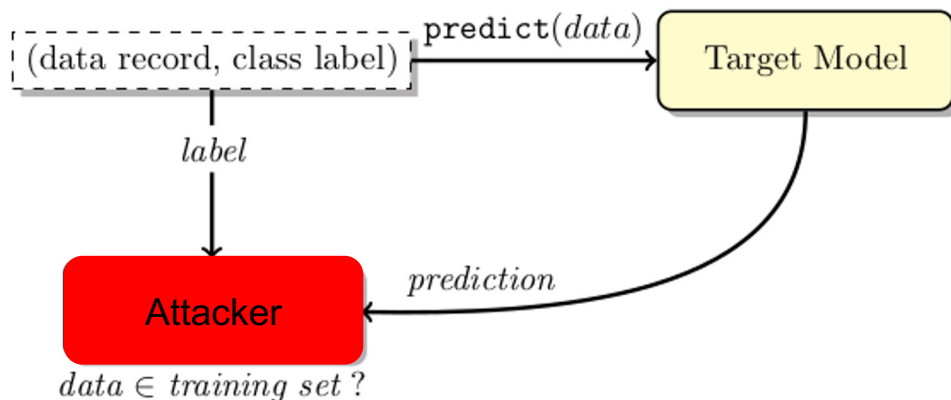 predict(data)
(data record, class label)
Target Model
label
prediction
Attacker
data ∈ training set ?